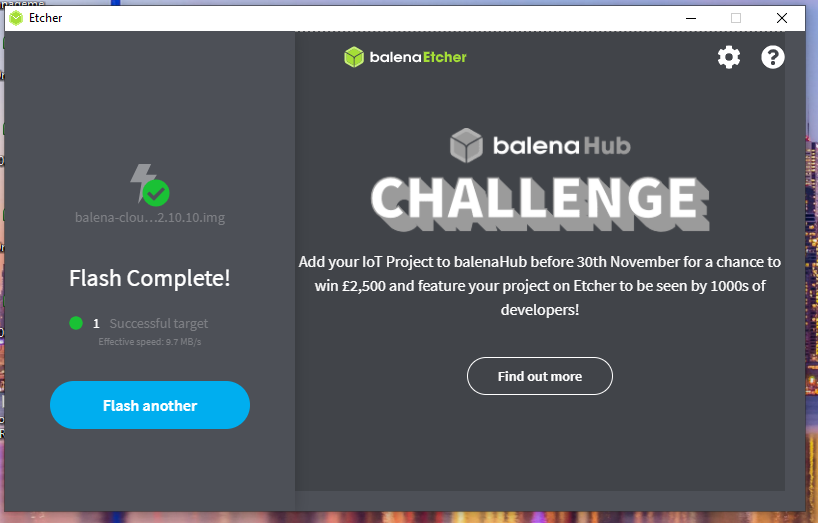 Etcher
balenaEtcher
balenaHub
CHALLENGE
balena-clou...2.10.10.img
Flash Complete!
1 Successful target
Effective speed: 9.7 MB/s
Flash another
Add your IoT Project to balenaHub before 30th November for a chance to
win £2,500 and feature your project on Etcher to be seen by 1000s of
developers!
Find out more